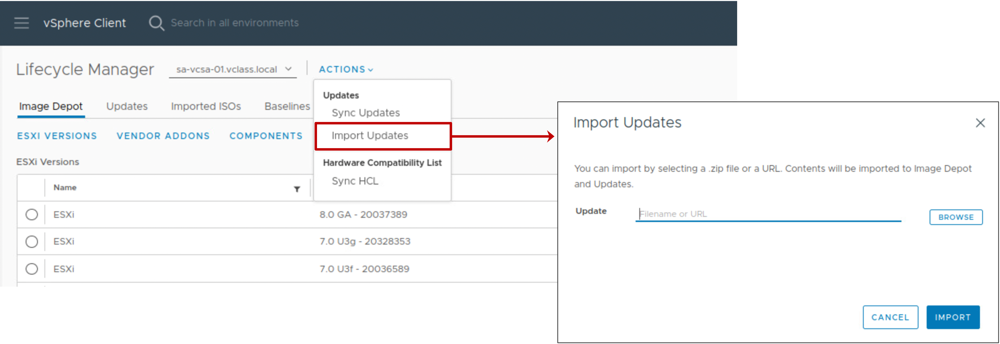 vSphere Client
Search in all environments
Lifecycle Manager
sa-vcsa-01.vclass.local
ACTIONS
Updates
Sync Updates
Import Updates
Hardware Compatibility List
Sync HCL
Image Depot
Updates
Imported ISOs
Baselines
ESXI VERSIONS
VENDOR ADDONS
COMPONENTS
ESXi Versions
Name
ESXi
8.0 GA - 20037389
ESXi
7.0 U3g - 20328353
ESXi
7.0 U3f - 20036589
Import Updates
You can import by selecting a .zip file or a URL. Contents will be imported to Image Depot
and Updates.
Update
Filename or URL
BROWSE
CANCEL
IMPORT